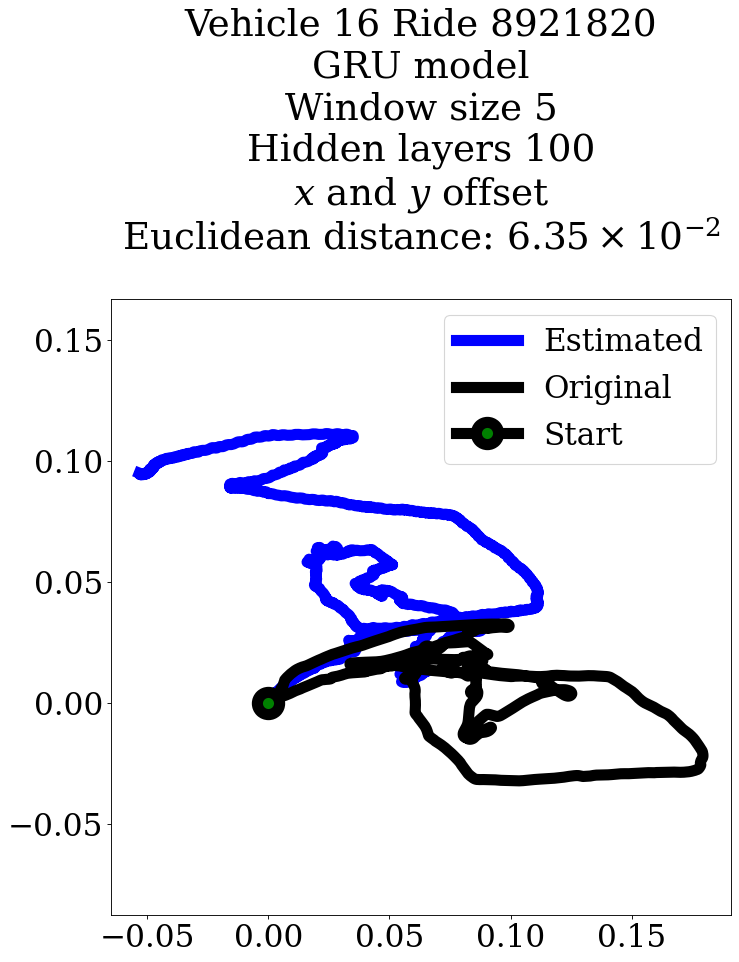 Vehicle 16 Ride 8921820
GRU model
Window size 5
Hidden layers 100
x and y offset
Euclidean distance: 6.35 × 10⁻²
Estimated
Original
Start
0.15
0.10
0.05
0.00
−0.05
−0.05 0.00 0.05 0.10 0.15